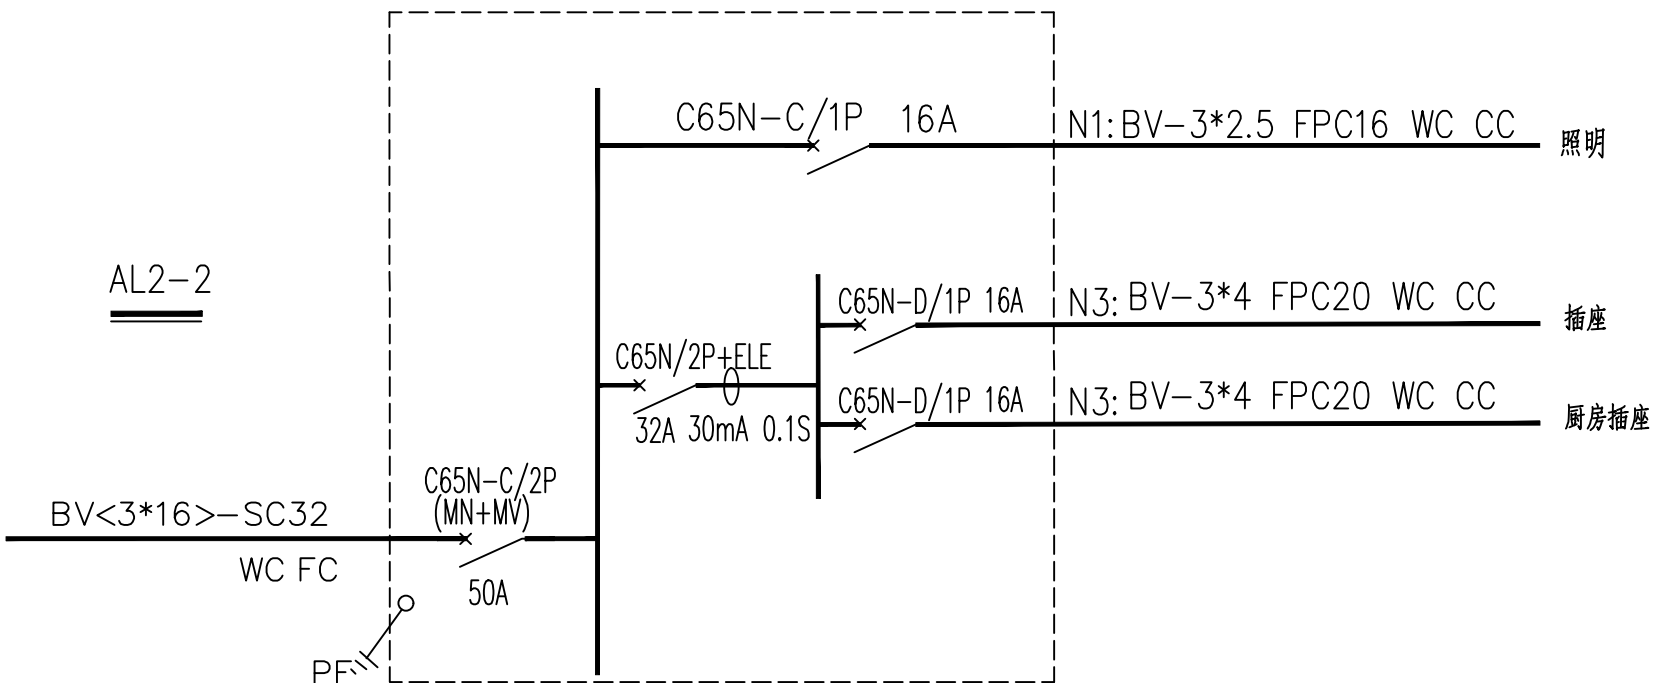 C65N-C/1P 16A
N1:BV-3*2.5 FPC16 WC CC
照明
AL2-2
C65N-D/1P 16A
N3: BV-3*4 FPC20 WC CC
插座
C65N/2P+ELE
32A 30mA 0.1S
C65N-D/1P 16A
N3: BV-3*4 FPC20 WC CC
厨房插座
C65N-C/2P
(MN+MV)
50A
BV<3*16>-SC32
WC FC